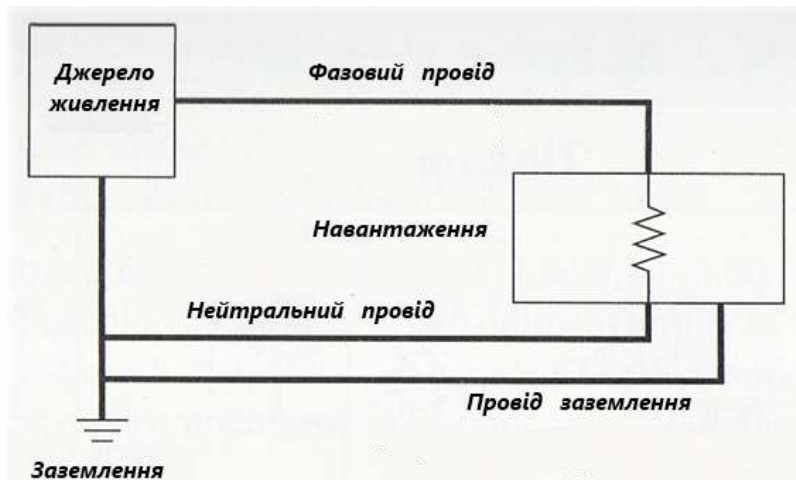 Джерело
живлення
Фазовий провід
Навантаження
Нейтральний провід
Провід заземлення
Заземлення